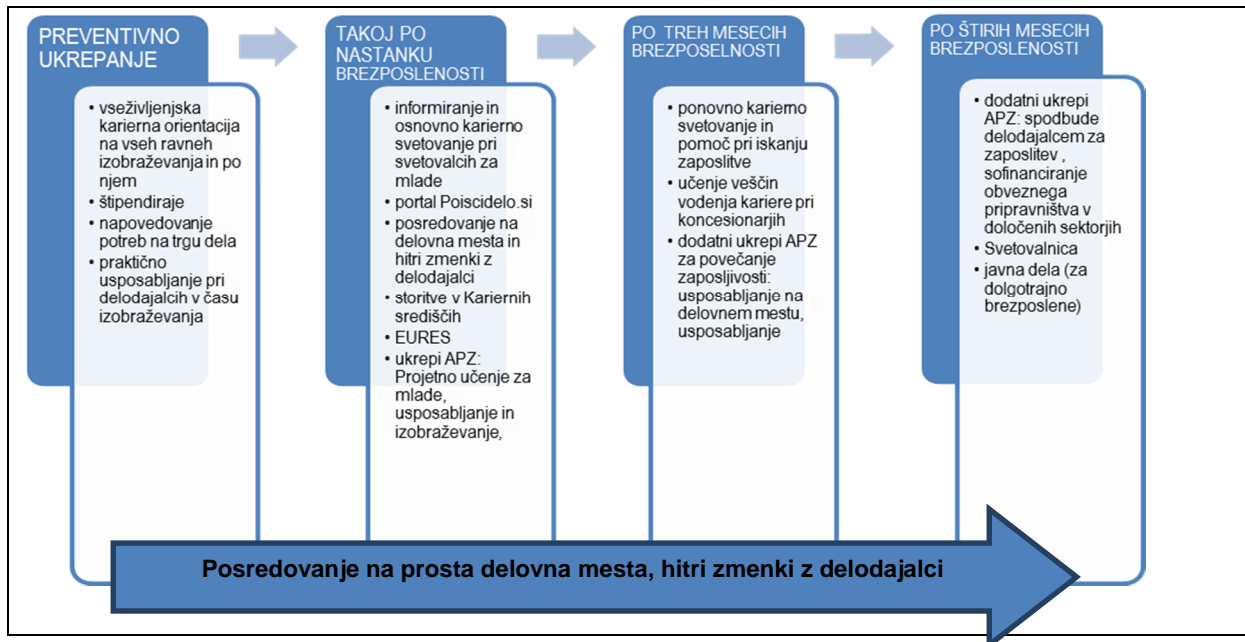 PREVENTIVNO
UKREPANJE
• vseživljenjska
karierna orientacija
na vseh ravneh
izobraževanja in po
njem
• štipendiraje
• napovedovanje
potreb na trgu dela
• praktično
usposabljanje pri
delodajalcih v času
izobraževanja
TAKOJ PO
NASTANKU
BREZPOSLENOSTI
• informiranje in
osnovno karierno
svetovanje pri
svetovalcih za
mlade
• portal Poiscidelo.si
• posredovanje na
delovna mesta in
hitri zmenki z
delodajalci
• storitve v Kariernih
središčih
• EURES
• ukrepi APZ:
Projetno učenje za
mlade,
usposabljanje in
izobraževanje,
PO TREH MESECIH
BREZPOSELNOSTI
• ponovno karierno
svetovanje in
pomoč pri iskanju
zaposlitve
• učenje veščin
vodenja kariere pri
koncesionarjih
• dodatni ukrepi APZ
za povečanje
zaposljivosti:
usposabljanje na
delovnem mestu,
usposabljanje
PO ŠTIRIH MESECIH
BREZPOSLENOSTI
• dodatni ukrepi
APZ: spodbude
delodajalcem za
zaposlitev ,
sofinanciranje
obveznega
pripravništva v
določenih sektorjih
• Svetovalnica
• javna dela (za
dolgotrajno
brezposlene)
Posredovanje na prosta delovna mesta, hitri zmenki z delodajalci